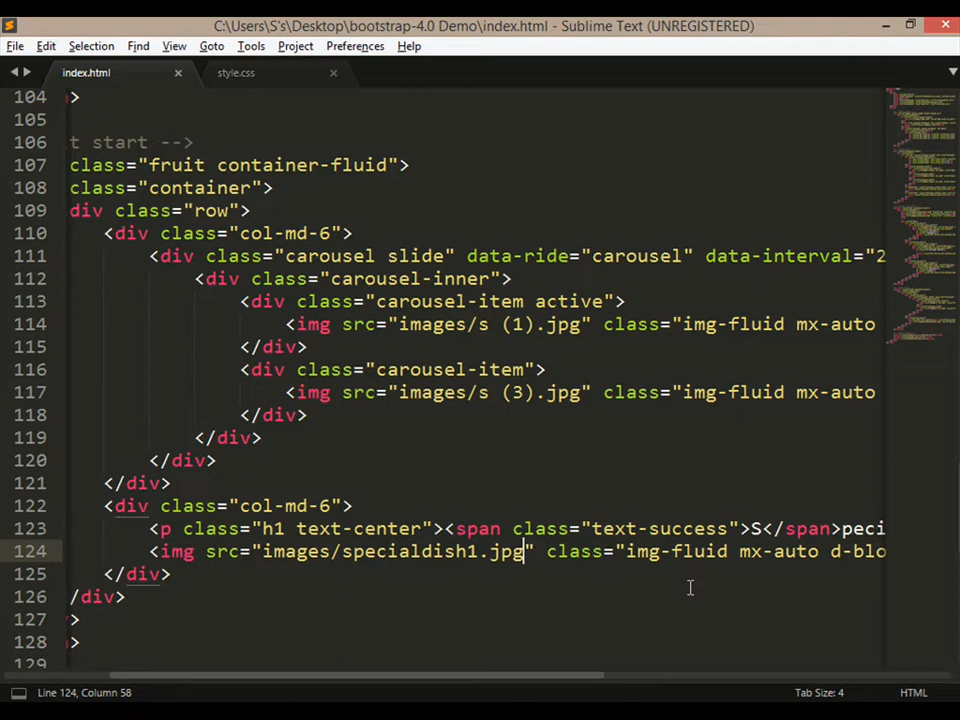 C:\Users\S's\Desktop\bootstrap-4.0 Demo\index.html - Sublime Text (UNREGISTERED)
File Edit Selection Find View Goto Tools Project Preferences Help
index.html style.css
104 >
105
106 t start -->
107 class="fruit container-fluid">
108 class="container">
109 div class="row">
110 <div class="col-md-6">
111 <div class="carousel slide" data-ride="carousel" data-interval="2
112 <div class="carousel-inner">
113 <div class="carousel-item active">
114 <img src="images/s (1).jpg" class="img-fluid mx-auto
115 </div>
116 <div class="carousel-item">
117 <img src="images/s (3).jpg" class="img-fluid mx-auto
118 </div>
119 </div>
120 </div>
121 </div>
122 <div class="col-md-6">
123 <p class="h1 text-center"><span class="text-success">S</span>peci
124 <img src="images/specialdish1.jpg" class="img-fluid mx-auto d-blo
125 </div>
126 /div>
127 >
128 >
129
Line 124, Column 58 Tab Size: 4 HTML